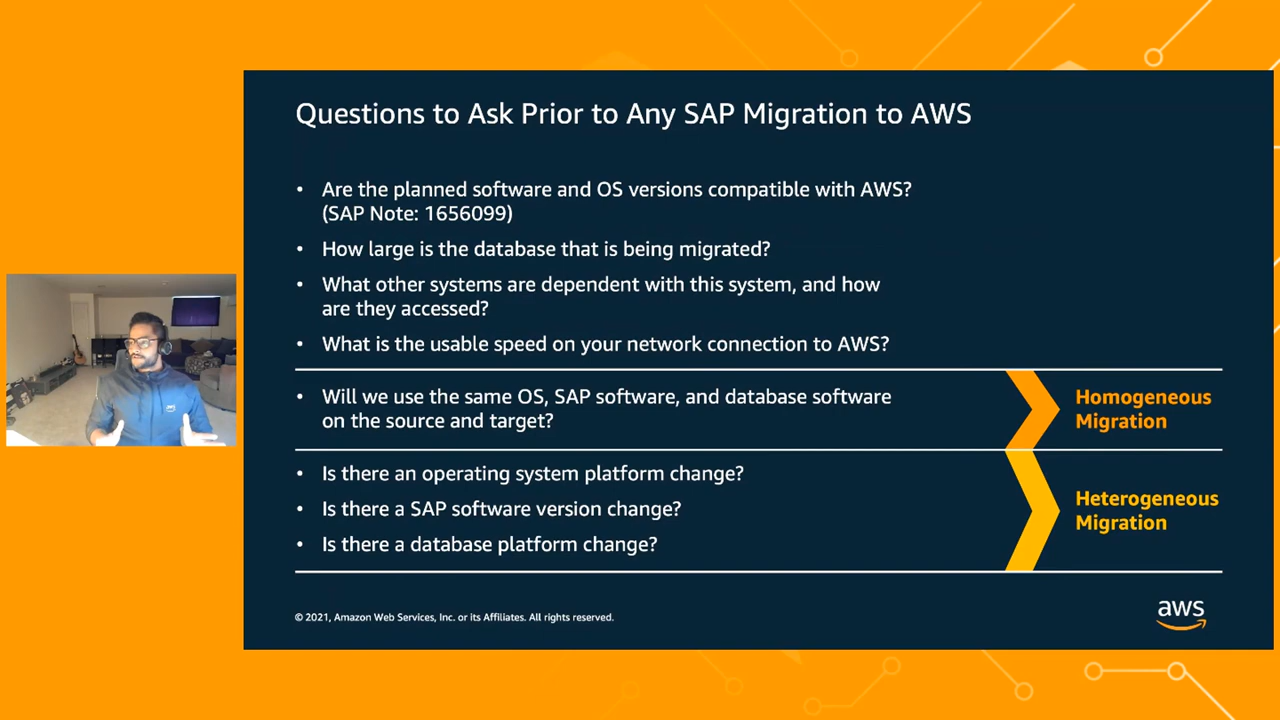 Questions to Ask Prior to Any SAP Migration to AWS
• Are the planned software and OS versions compatible with AWS?
(SAP Note: 1656099)
• How large is the database that is being migrated?
• What other systems are dependent with this system, and how
are they accessed?
• What is the usable speed on your network connection to AWS?
• Will we use the same OS, SAP software, and database software
on the source and target?
Homogeneous
Migration
• Is there an operating system platform change?
• Is there a SAP software version change?
• Is there a database platform change?
Heterogeneous
Migration
© 2021, Amazon Web Services, Inc. or its Affiliates. All rights reserved.
aws